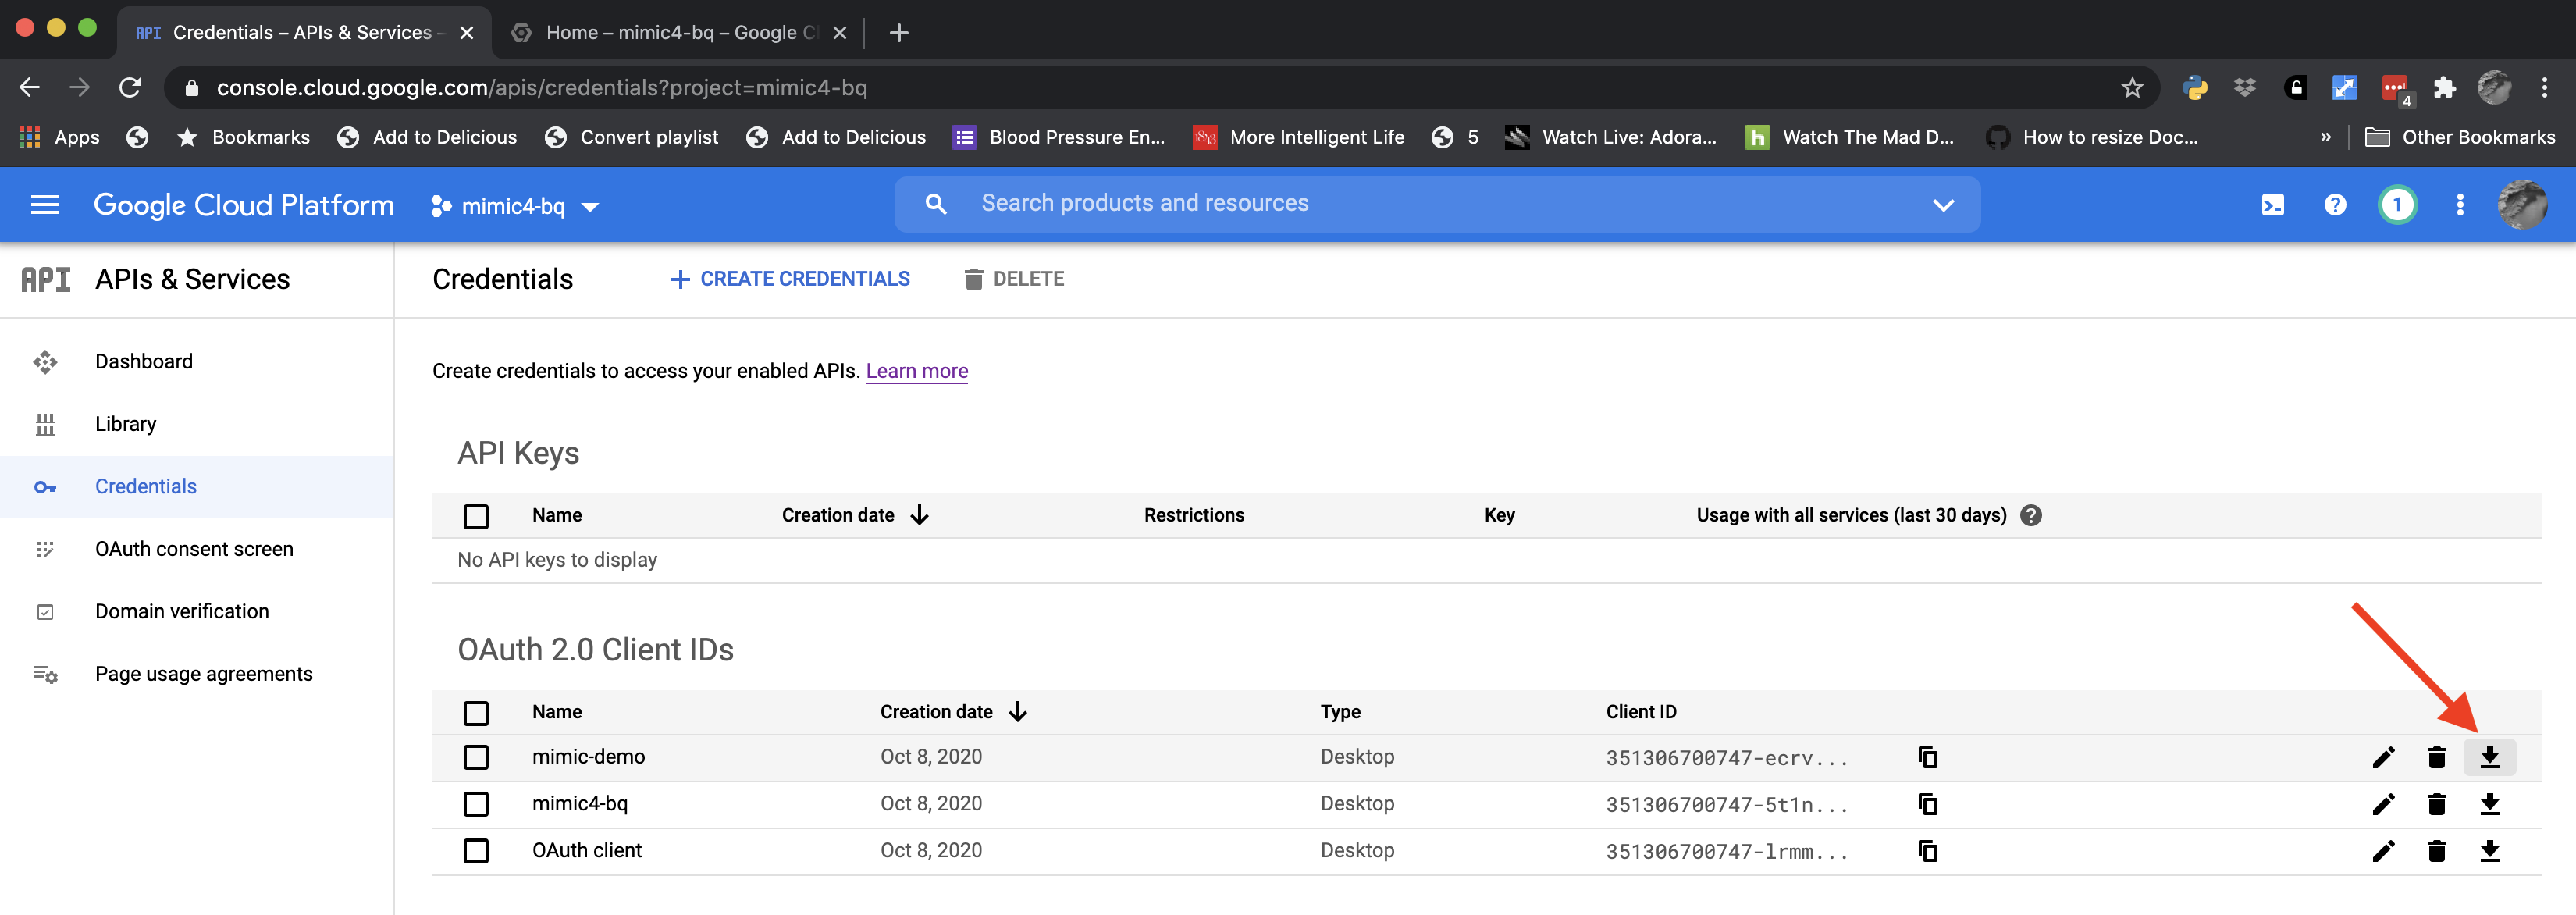 API Credentials – APIs & Services –
Home – mimic4-bq – Google Cl
console.cloud.google.com/apis/credentials?project=mimic4-bq
4
Apps Bookmarks Add to Delicious Convert playlist Add to Delicious Blood Pressure En... 1843 More Intelligent Life 5 Watch Live: Adora... h Watch The Mad D... How to resize Doc... » Other Bookmarks
Google Cloud Platform mimic4-bq Search products and resources ? 1
API APIs & Services
Credentials + CREATE CREDENTIALS DELETE
Dashboard
Library
Credentials
OAuth consent screen
Domain verification
Page usage agreements
Create credentials to access your enabled APIs. Learn more
API Keys
Name Creation date Restrictions Key Usage with all services (last 30 days) ?
No API keys to display
OAuth 2.0 Client IDs
Name Creation date Type Client ID
mimic-demo Oct 8, 2020 Desktop 351306700747-ecrv...
mimic4-bq Oct 8, 2020 Desktop 351306700747-5t1n...
OAuth client Oct 8, 2020 Desktop 351306700747-lrmm...